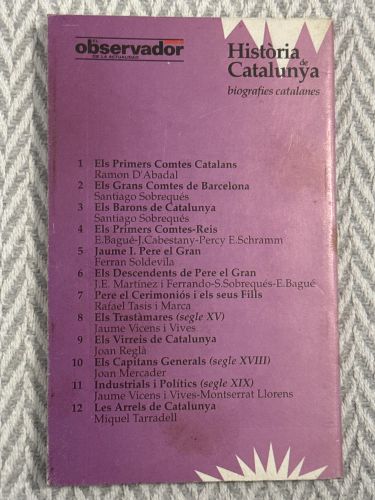 EL
observador
DE LA ACTUALIDAD
Història
de
Catalunya
biografies catalanes
1 Els Primers Comtes Catalans
Ramon D'Abadal
2 Els Grans Comtes de Barcelona
Santiago Sobrequés
3 Els Barons de Catalunya
Santiago Sobrequés
4 Els Primers Comtes-Reis
E.Bagué-J.Cabestany-Percy E.Schramm
5 Jaume I. Pere el Gran
Ferran Soldevila
6 Els Descendents de Pere el Gran
J.E. Martínez i Ferrando-S.Sobrequés-E.Bagué
7 Pere el Cerimoniós i els seus Fills
Rafael Tasis i Marca
8 Els Trastàmares (segle XV)
Jaume Vicens i Vives
9 Els Virreis de Catalunya
Joan Reglà
10 Els Capitans Generals (segle XVIII)
Joan Mercader
11 Industrials i Polítics (segle XIX)
Jaume Vicens i Vives-Montserrat Llorens
12 Les Arrels de Catalunya
Miquel Tarradell